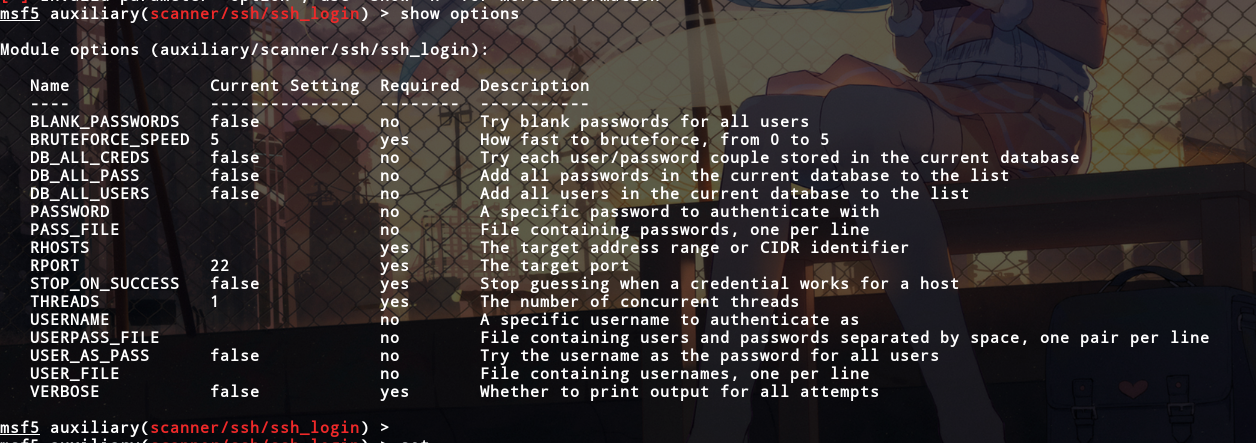 msf5 auxiliary(scanner/ssh/ssh_login) > show options
Module options (auxiliary/scanner/ssh/ssh_login):
Name Current Setting Required Description
---- --------------- -------- -----------
BLANK_PASSWORDS false no Try blank passwords for all users
BRUTEFORCE_SPEED 5 yes How fast to bruteforce, from 0 to 5
DB_ALL_CREDS false no Try each user/password couple stored in the current database
DB_ALL_PASS false no Add all passwords in the current database to the list
DB_ALL_USERS false no Add all users in the current database to the list
PASSWORD no A specific password to authenticate with
PASS_FILE no File containing passwords, one per line
RHOSTS yes The target address range or CIDR identifier
RPORT 22 yes The target port
STOP_ON_SUCCESS false yes Stop guessing when a credential works for a host
THREADS 1 yes The number of concurrent threads
USERNAME no A specific username to authenticate as
USERPASS_FILE no File containing users and passwords separated by space, one pair per line
USER_AS_PASS false no Try the username as the password for all users
USER_FILE no File containing usernames, one per line
VERBOSE false yes Whether to print output for all attempts
msf5 auxiliary(scanner/ssh/ssh_login) >